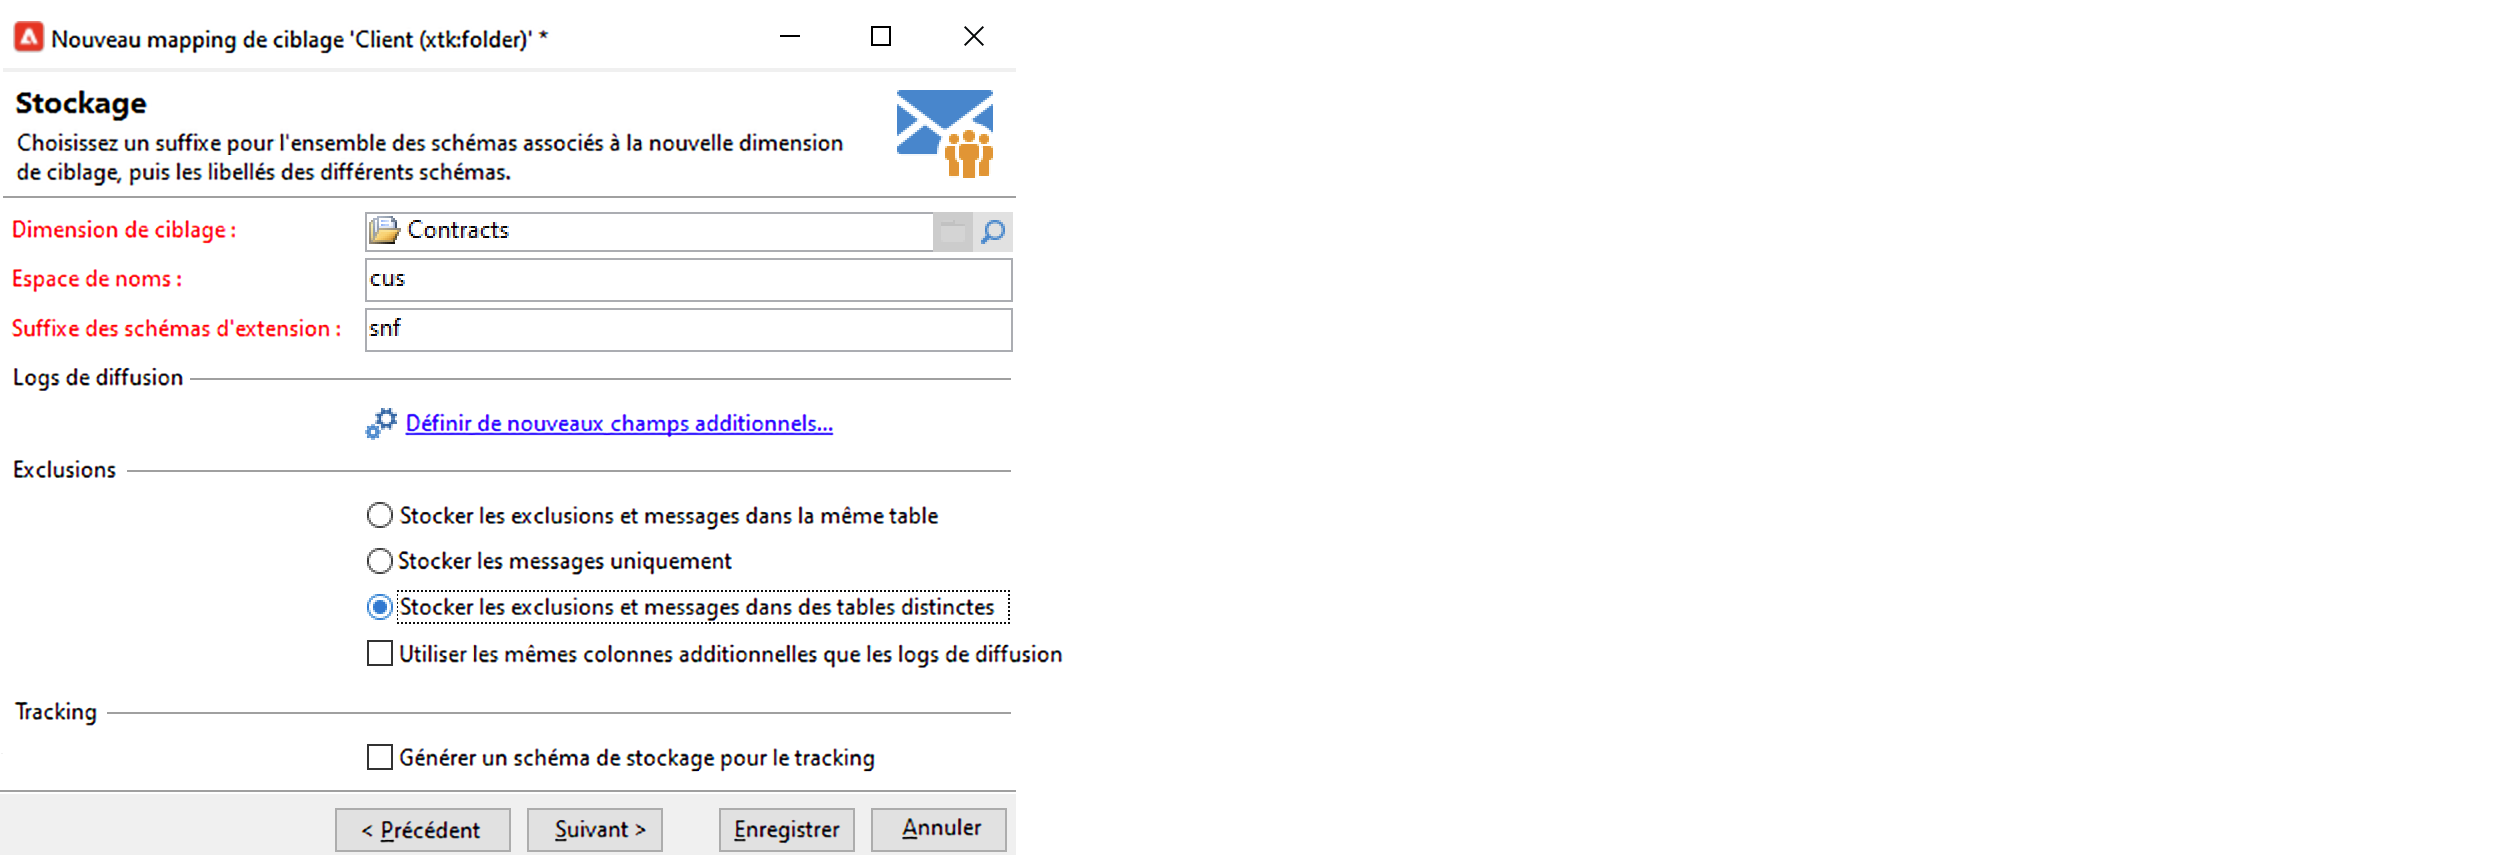 Nouveau mapping de ciblage 'Client (xtk:folder)' *
Stockage
Choisissez un suffixe pour l'ensemble des schémas associés à la nouvelle dimension
de ciblage, puis les libellés des différents schémas.
Dimension de ciblage : Contracts
Espace de noms : cus
Suffixe des schémas d'extension : snf
Logs de diffusion
Définir de nouveaux champs additionnels...
Exclusions
Stocker les exclusions et messages dans la même table
Stocker les messages uniquement
Stocker les exclusions et messages dans des tables distinctes
Utiliser les mêmes colonnes additionnelles que les logs de diffusion
Tracking
Générer un schéma de stockage pour le tracking
< Précédent Suivant > Enregistrer Annuler